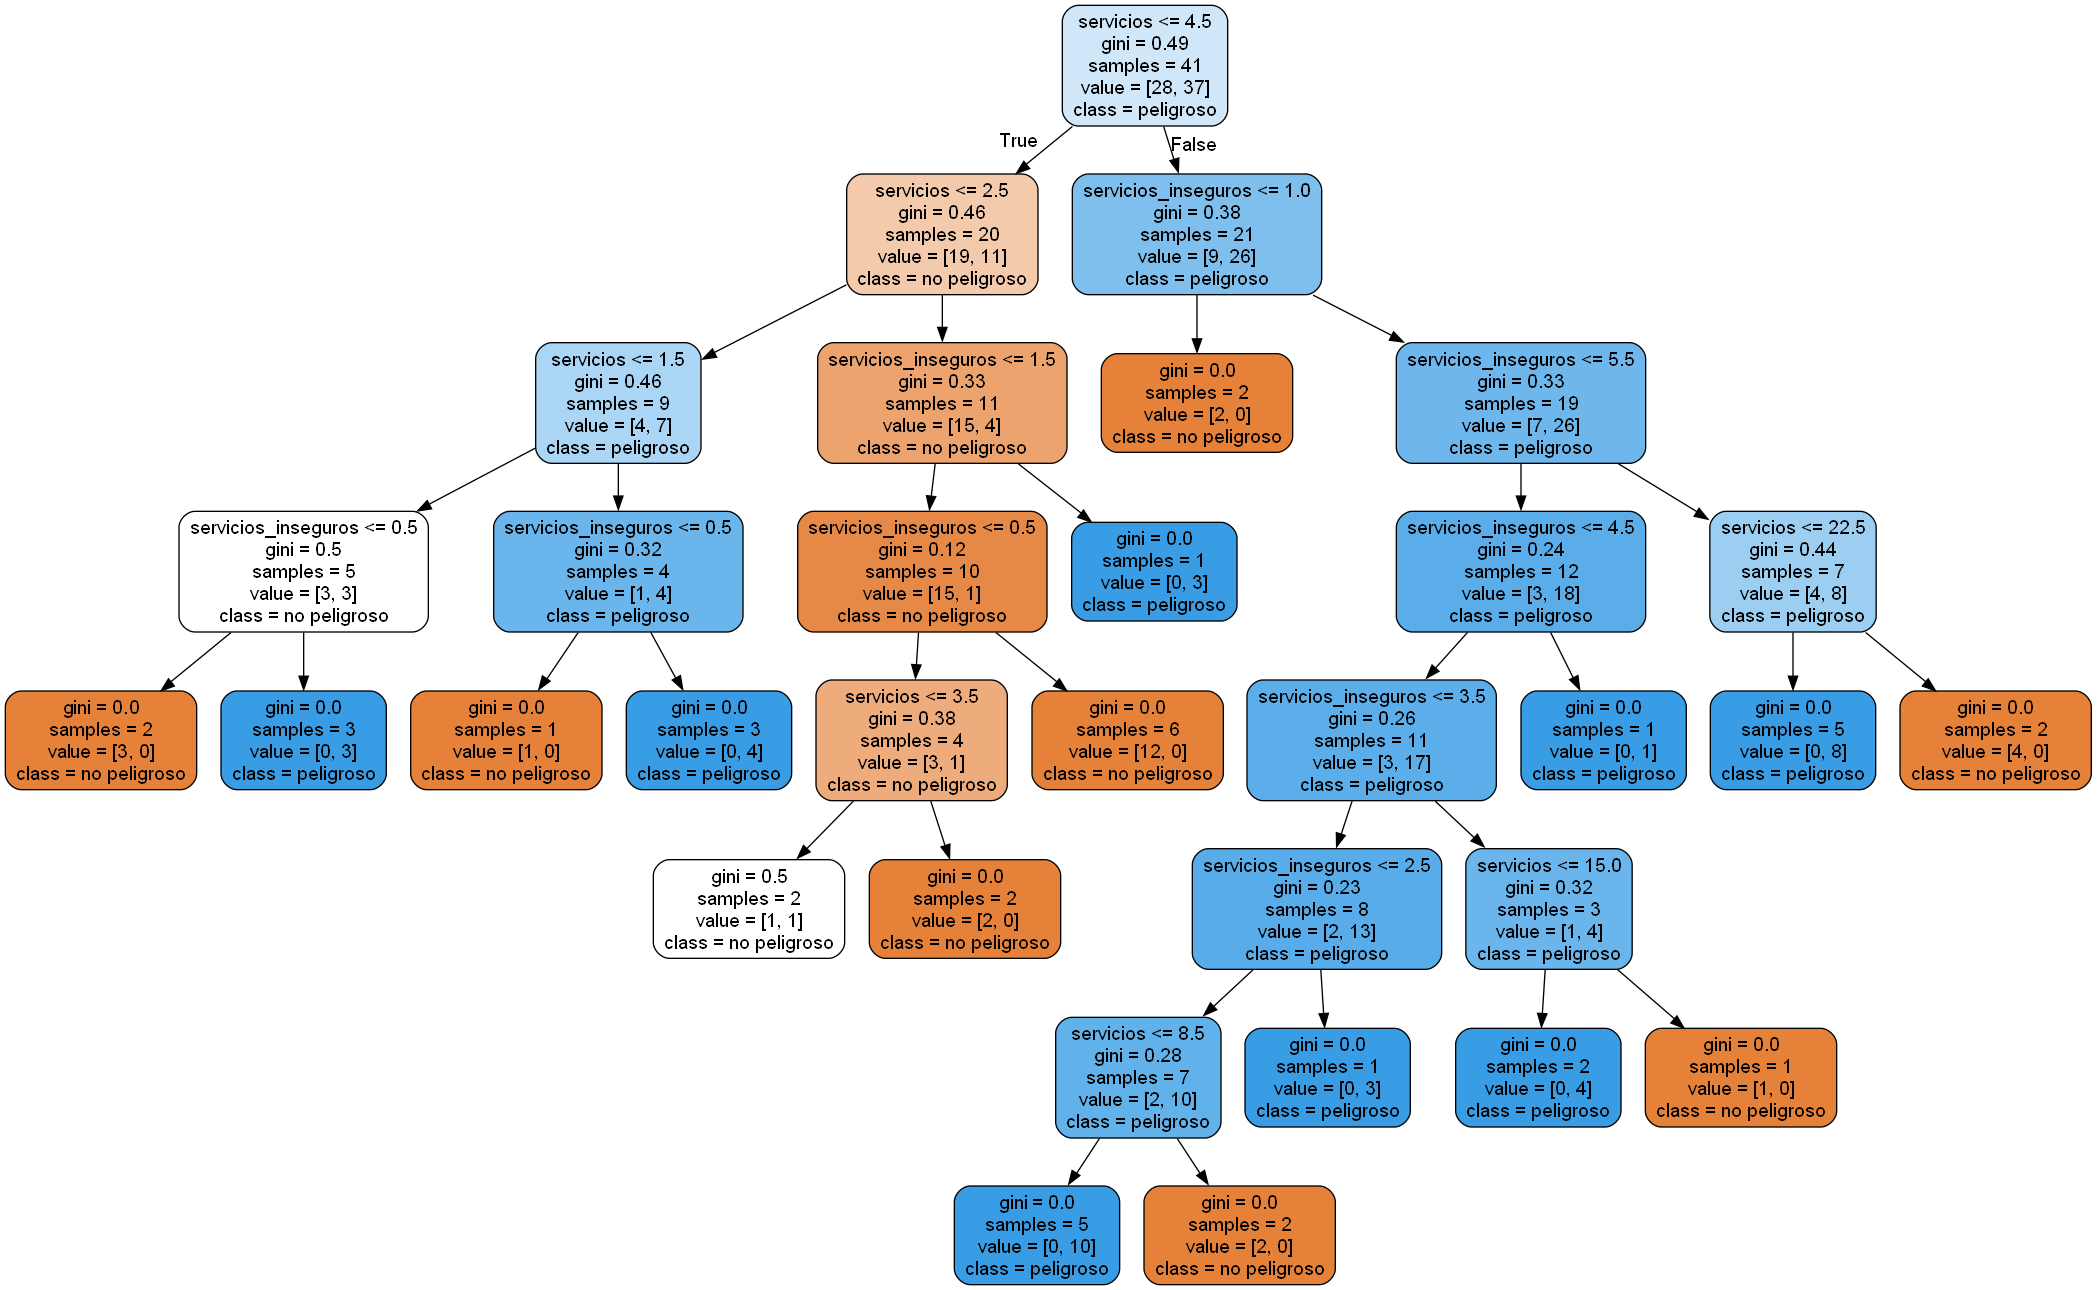 servicios <= 4.5
gini = 0.49
samples = 41
value = [28, 37]
class = peligroso
True
False
servicios <= 2.5
gini = 0.46
samples = 20
value = [19, 11]
class = no peligroso
servicios_inseguros <= 1.0
gini = 0.38
samples = 21
value = [9, 26]
class = peligroso
servicios <= 1.5
gini = 0.46
samples = 9
value = [4, 7]
class = peligroso
servicios_inseguros <= 1.5
gini = 0.33
samples = 11
value = [15, 4]
class = no peligroso
gini = 0.0
samples = 2
value = [2, 0]
class = no peligroso
servicios_inseguros <= 5.5
gini = 0.33
samples = 19
value = [7, 26]
class = peligroso
servicios_inseguros <= 0.5
gini = 0.5
samples = 5
value = [3, 3]
class = no peligroso
servicios_inseguros <= 0.5
gini = 0.32
samples = 4
value = [1, 4]
class = peligroso
servicios_inseguros <= 0.5
gini = 0.12
samples = 10
value = [15, 1]
class = no peligroso
gini = 0.0
samples = 1
value = [0, 3]
class = peligroso
servicios_inseguros <= 4.5
gini = 0.24
samples = 12
value = [3, 18]
class = peligroso
servicios <= 22.5
gini = 0.44
samples = 7
value = [4, 8]
class = peligroso
gini = 0.0
samples = 2
value = [3, 0]
class = no peligroso
gini = 0.0
samples = 3
value = [0, 3]
class = peligroso
gini = 0.0
samples = 1
value = [1, 0]
class = no peligroso
gini = 0.0
samples = 3
value = [0, 4]
class = peligroso
servicios <= 3.5
gini = 0.38
samples = 4
value = [3, 1]
class = no peligroso
gini = 0.0
samples = 6
value = [12, 0]
class = no peligroso
servicios_inseguros <= 3.5
gini = 0.26
samples = 11
value = [3, 17]
class = peligroso
gini = 0.0
samples = 1
value = [0, 1]
class = peligroso
gini = 0.0
samples = 5
value = [0, 8]
class = peligroso
gini = 0.0
samples = 2
value = [4, 0]
class = no peligroso
gini = 0.5
samples = 2
value = [1, 1]
class = no peligroso
gini = 0.0
samples = 2
value = [2, 0]
class = no peligroso
servicios_inseguros <= 2.5
gini = 0.23
samples = 8
value = [2, 13]
class = peligroso
servicios <= 15.0
gini = 0.32
samples = 3
value = [1, 4]
class = peligroso
servicios <= 8.5
gini = 0.28
samples = 7
value = [2, 10]
class = peligroso
gini = 0.0
samples = 1
value = [0, 3]
class = peligroso
gini = 0.0
samples = 2
value = [0, 4]
class = peligroso
gini = 0.0
samples = 1
value = [1, 0]
class = no peligroso
gini = 0.0
samples = 5
value = [0, 10]
class = peligroso
gini = 0.0
samples = 2
value = [2, 0]
class = no peligroso